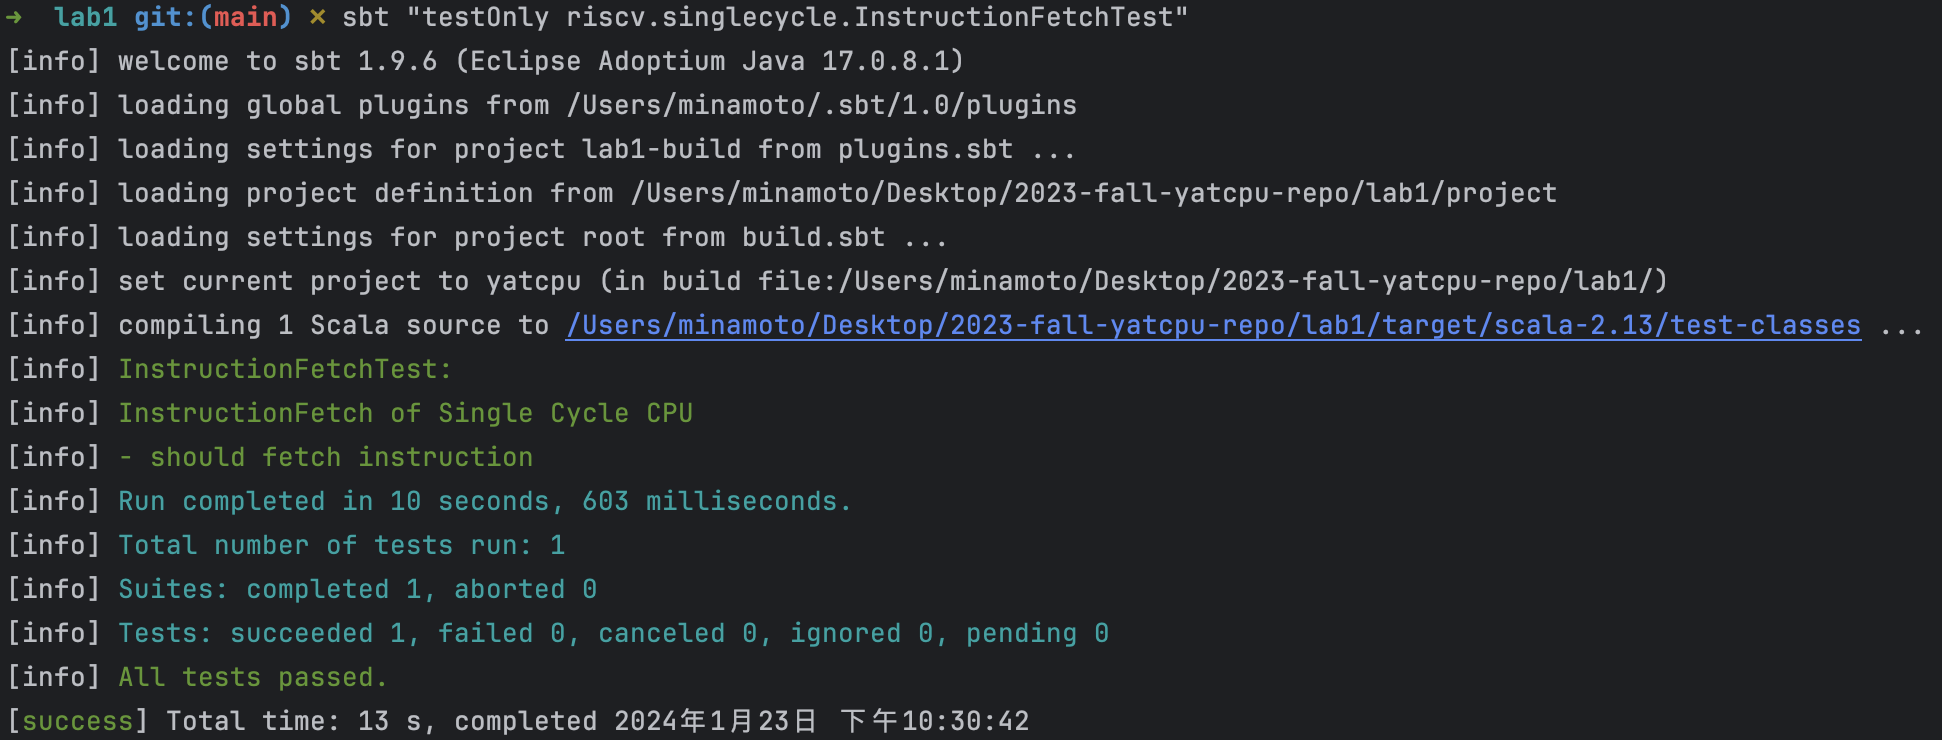 → lab1 git:(main) × sbt "testOnly riscv.singlecycle.InstructionFetchTest"
[info] welcome to sbt 1.9.6 (Eclipse Adoptium Java 17.0.8.1)
[info] loading global plugins from /Users/minamoto/.sbt/1.0/plugins
[info] loading settings for project lab1-build from plugins.sbt ...
[info] loading project definition from /Users/minamoto/Desktop/2023-fall-yatcpu-repo/lab1/project
[info] loading settings for project root from build.sbt ...
[info] set current project to yatcpu (in build file:/Users/minamoto/Desktop/2023-fall-yatcpu-repo/lab1/)
[info] compiling 1 Scala source to /Users/minamoto/Desktop/2023-fall-yatcpu-repo/lab1/target/scala-2.13/test-classes ...
[info] InstructionFetchTest:
[info] InstructionFetch of Single Cycle CPU
[info] - should fetch instruction
[info] Run completed in 10 seconds, 603 milliseconds.
[info] Total number of tests run: 1
[info] Suites: completed 1, aborted 0
[info] Tests: succeeded 1, failed 0, canceled 0, ignored 0, pending 0
[info] All tests passed.
[success] Total time: 13 s, completed 2024年1月23日 下午10:30:42